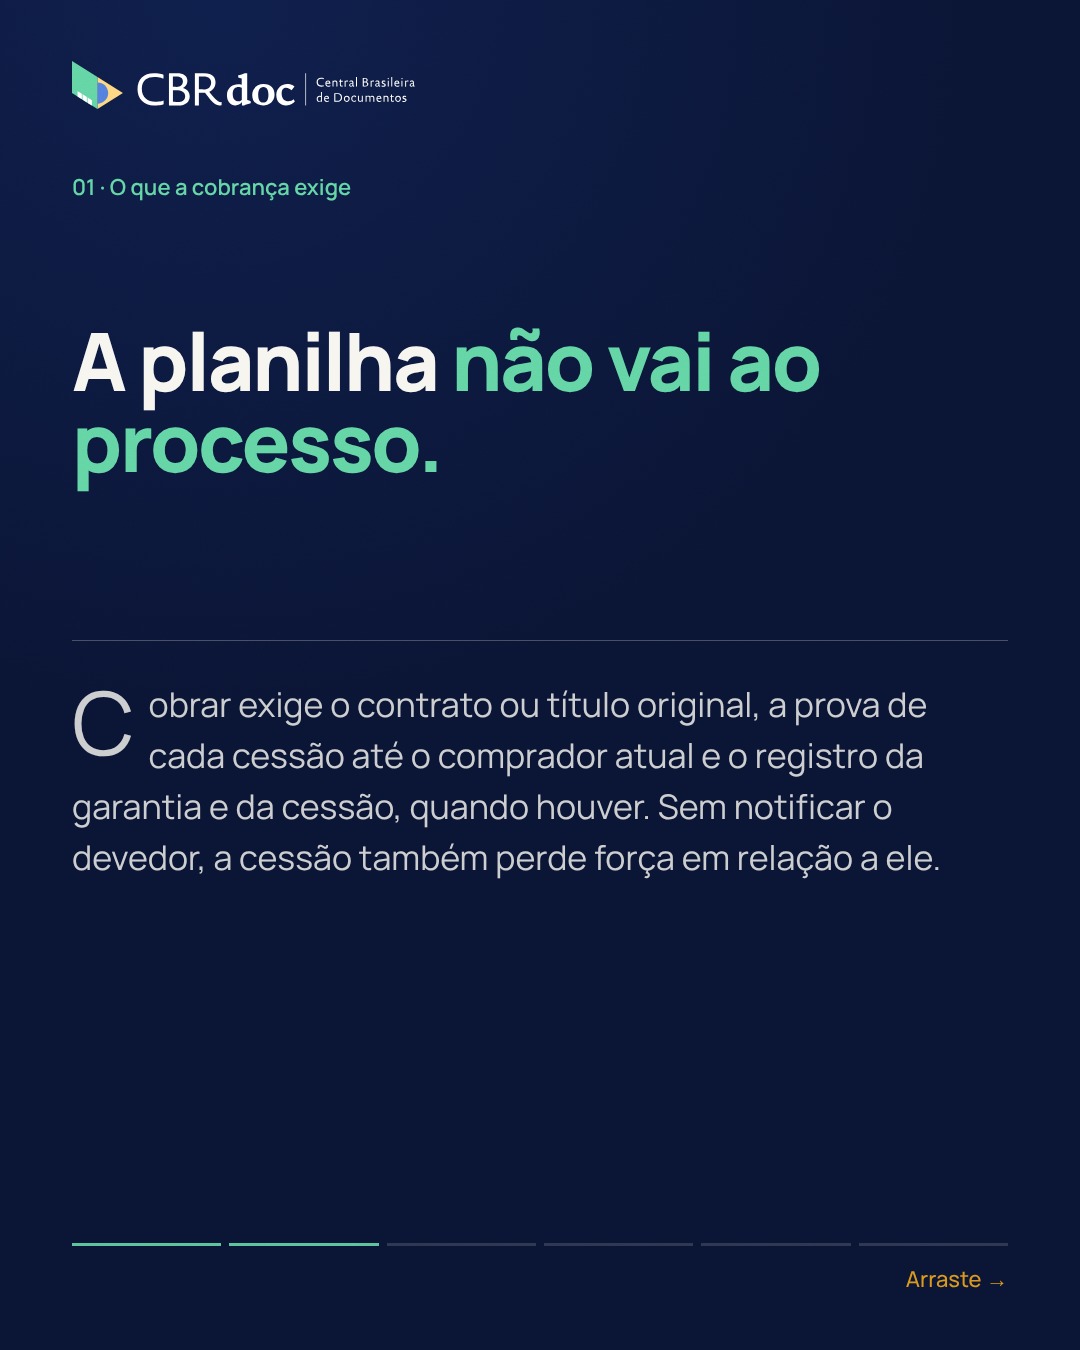 CBRdoc
Central Brasileira
de Documentos
01 · O que a cobrança exige
A planilha não vai ao
processo.
Cobrar exige o contrato ou título original, a prova de
cada cessão até o comprador atual e o registro da
garantia e da cessão, quando houver. Sem notificar o
devedor, a cessão também perde força em relação a ele.
Arraste →